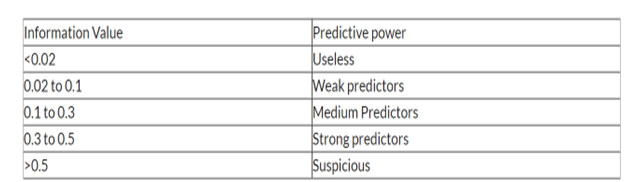 Information Value Predictive power
<0.02 Useless
0.02 to 0.1 Weak predictors
0.1 to 0.3 Medium Predictors
0.3 to 0.5 Strong predictors
>0.5 Suspicious